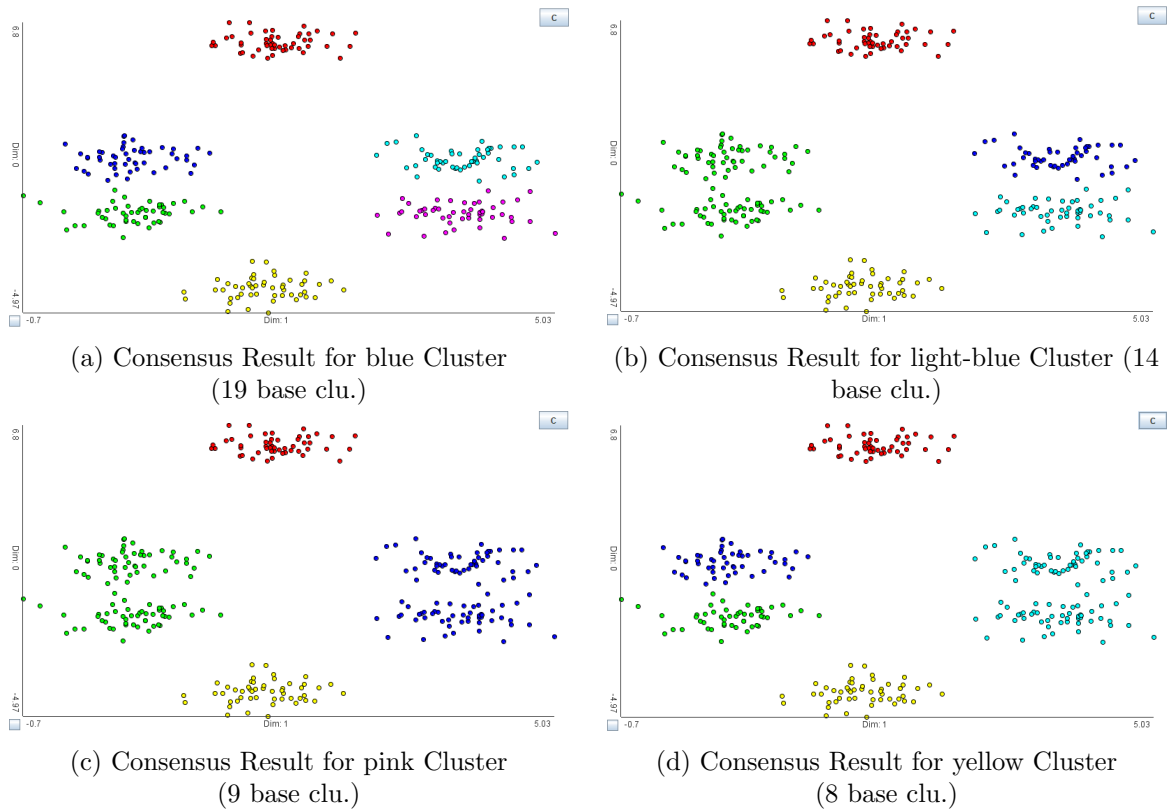 C
6.8
Dim: 0
-4.97
-0.7
Dim: 1
5.03
C
6.8
Dim: 0
-4.97
-0.7
Dim: 1
5.03
(a) Consensus Result for blue Cluster
(19 base clu.)
(b) Consensus Result for light-blue Cluster (14
base clu.)
C
6.8
Dim: 0
-4.97
-0.7
Dim: 1
5.03
C
6.8
Dim: 0
-4.97
-0.7
Dim: 1
5.03
(c) Consensus Result for pink Cluster
(9 base clu.)
(d) Consensus Result for yellow Cluster
(8 base clu.)